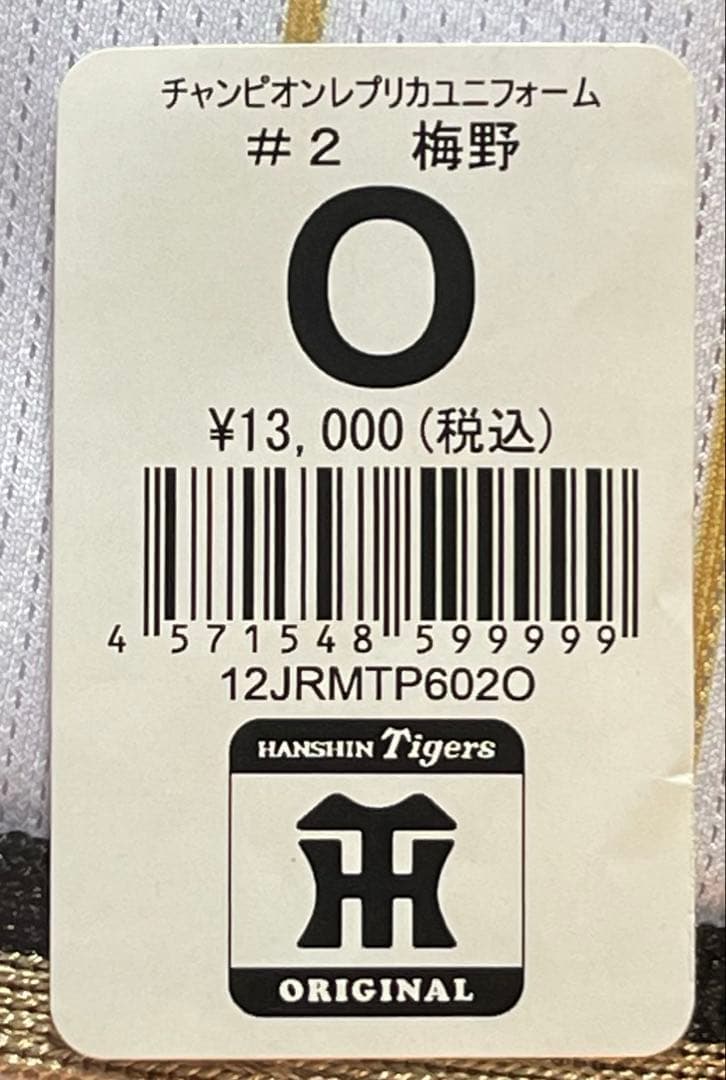 チャンピオンレプリカユニフォーム
＃２　梅野
O
¥13,000(税込)
4 571548 599999
12JRMTP602O
HANSHIN Tigers
HT
ORIGINAL